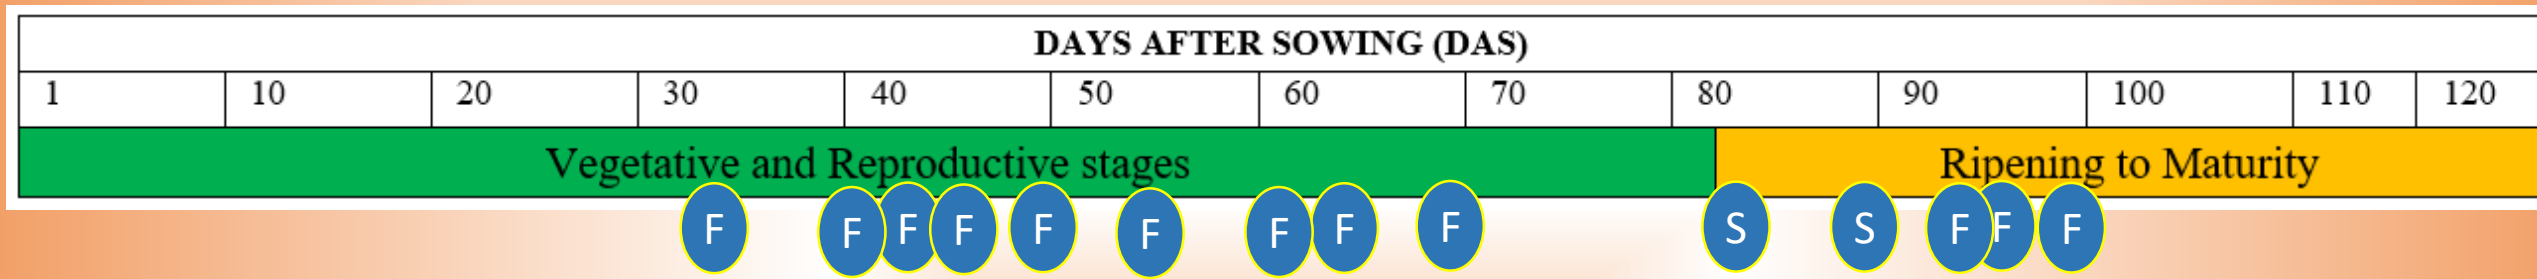 DAYS AFTER SOWING (DAS)
1 10 20 30 40 50 60 70 80 90 100 110 120
Vegetative and Reproductive stages Ripening to Maturity
F F F F F F F F F S S F F F